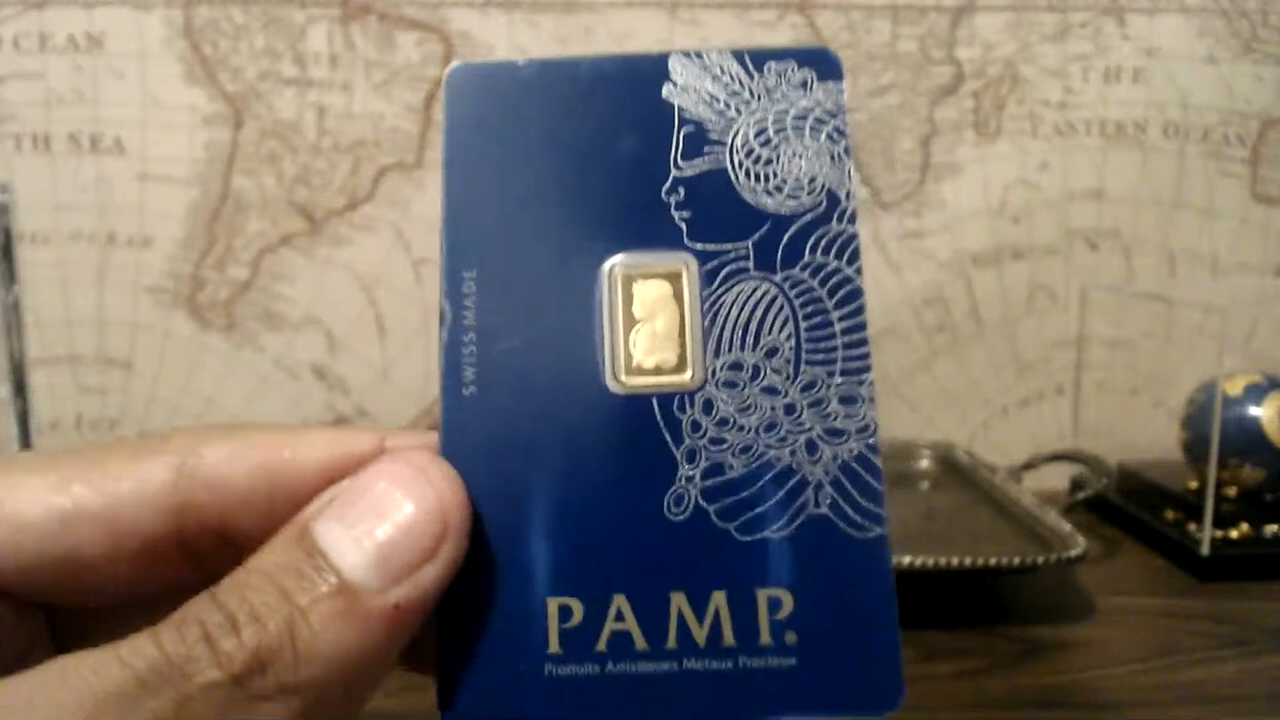 OCEAN
TH SEA
THE
EASTERN OCEAN
SWISS MADE
PAMP.
Produits Artistiques Métaux Précieux